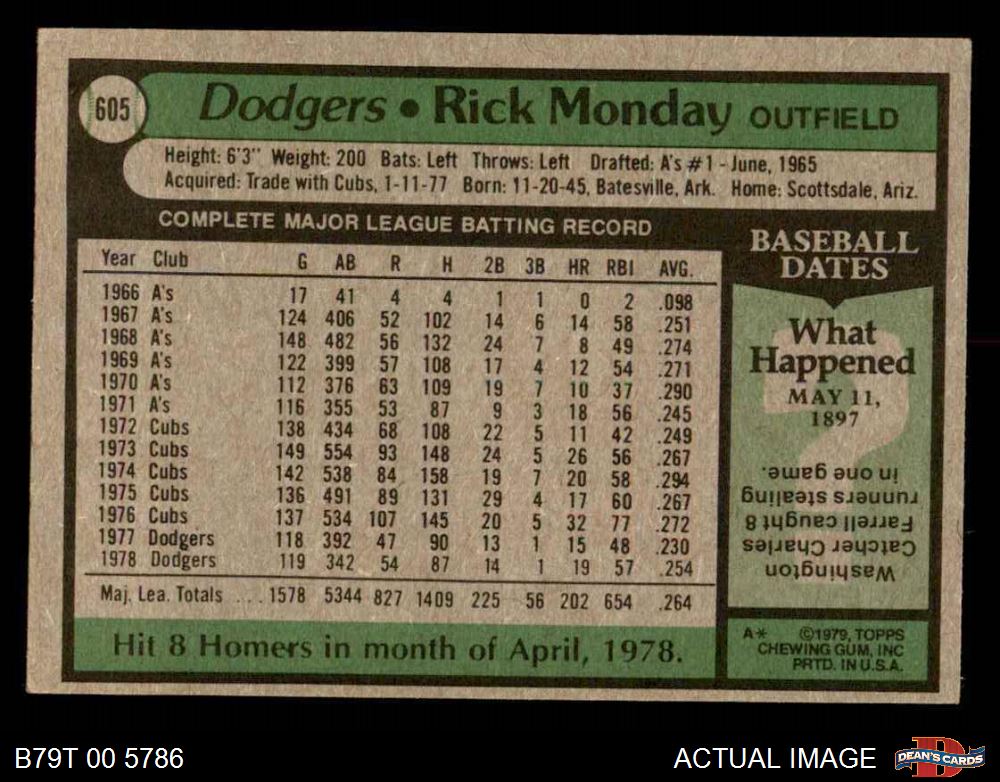 605
Dodgers • Rick Monday OUTFIELD
Height: 6'3" Weight: 200 Bats: Left Throws: Left Drafted: A's #1 - June, 1965
Acquired: Trade with Cubs, 1-11-77 Born: 11-20-45, Batesville, Ark. Home: Scottsdale, Ariz.
COMPLETE MAJOR LEAGUE BATTING RECORD
Year Club G AB R H 2B 3B HR RBI AVG.
1966 A's 17 41 4 4 1 1 0 2 .098
1967 A's 124 406 52 102 14 6 14 58 .251
1968 A's 148 482 56 132 24 7 8 49 .274
1969 A's 122 399 57 108 17 4 12 54 .271
1970 A's 112 376 63 109 19 7 10 37 .290
1971 A's 116 355 53 87 9 3 18 56 .245
1972 Cubs 138 434 68 108 22 5 11 42 .249
1973 Cubs 149 554 93 148 24 5 26 56 .267
1974 Cubs 142 538 84 158 19 7 20 58 .294
1975 Cubs 136 491 89 131 29 4 17 60 .267
1976 Cubs 137 534 107 145 20 5 32 77 .272
1977 Dodgers 118 392 47 90 13 1 15 48 .230
1978 Dodgers 119 342 54 87 14 1 19 57 .254
Maj. Lea. Totals ... 1578 5344 827 1409 225 56 202 654 .264
Hit 8 Homers in month of April, 1978.
BASEBALL
DATES
What
Happened
MAY 11,
1897
Washington
Catcher Charles
Farrell caught 8
runners stealing
in one game.
A* ©1979, TOPPS
CHEWING GUM, INC
PRTD. IN U.S.A.
B79T 00 5786
ACTUAL IMAGE
D
DEAN'S CARDS